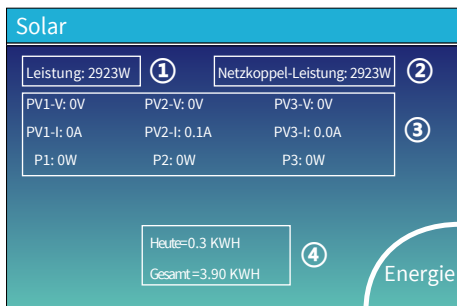 Solar
Leistung: 2923W ① Netzkoppel-Leistung: 2923W ②
PV1-V: 0V PV2-V: 0V PV3-V: 0V
PV1-I: 0A PV2-I: 0.1A PV3-I: 0.0A ③
P1: 0W P2: 0W P3: 0W
Heute=0.3 KWH
④
Gesamt=3.90 KWH
Energie